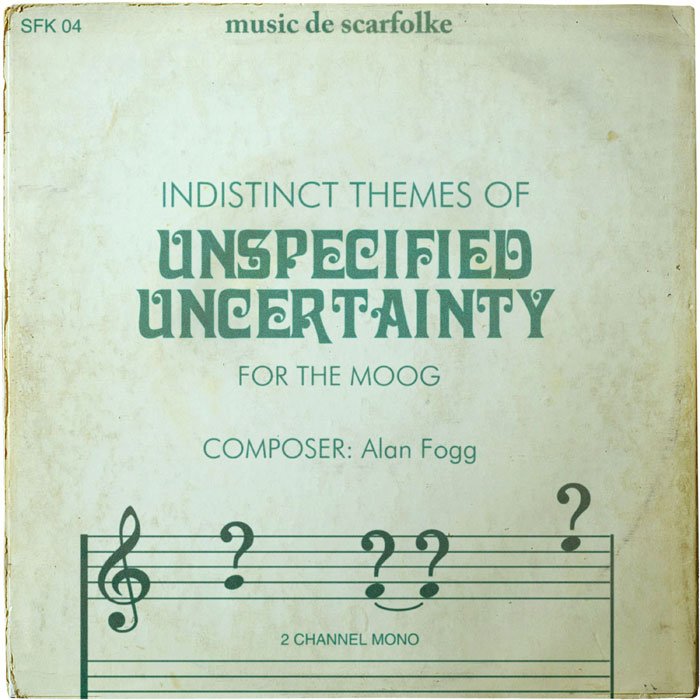 SFK 04
music de scarfolke
INDISTINCT THEMES OF
UNSPECIFIED
UNCERTAINTY
FOR THE MOOG
COMPOSER: Alan Fogg
? ? ? ?
2 CHANNEL MONO